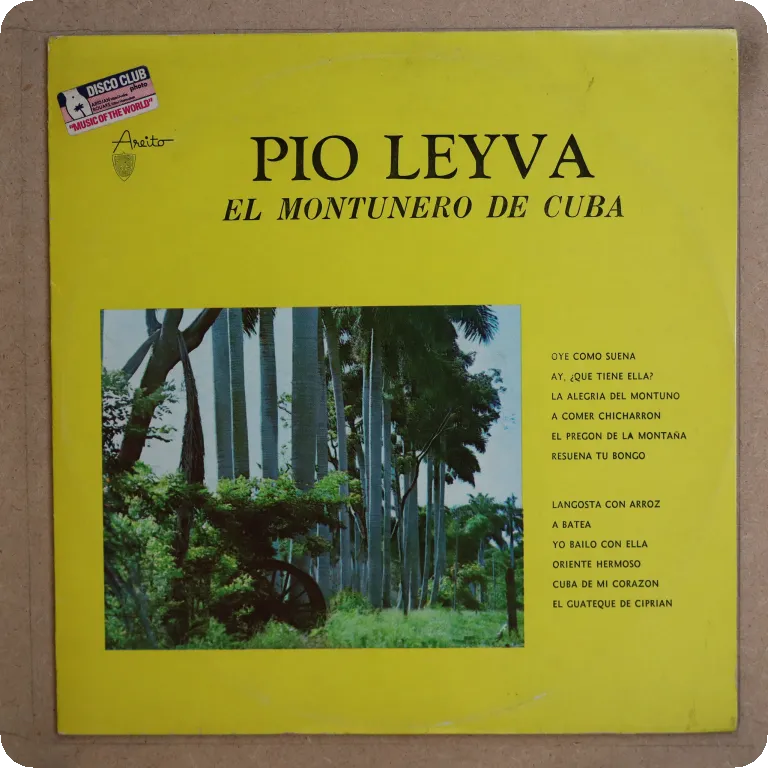 DISCO CLUB
photo
"MUSIC OF THE WORLD"
Areito
PIO LEYVA
EL MONTUNERO DE CUBA
OYE COMO SUENA
AY, ¿QUE TIENE ELLA?
LA ALEGRIA DEL MONTUNO
A COMER CHICHARRON
EL PREGON DE LA MONTAÑA
RESUENA TU BONGO
LANGOSTA CON ARROZ
A BATEA
YO BAILO CON ELLA
ORIENTE HERMOSO
CUBA DE MI CORAZON
EL GUATEQUE DE CIPRIAN